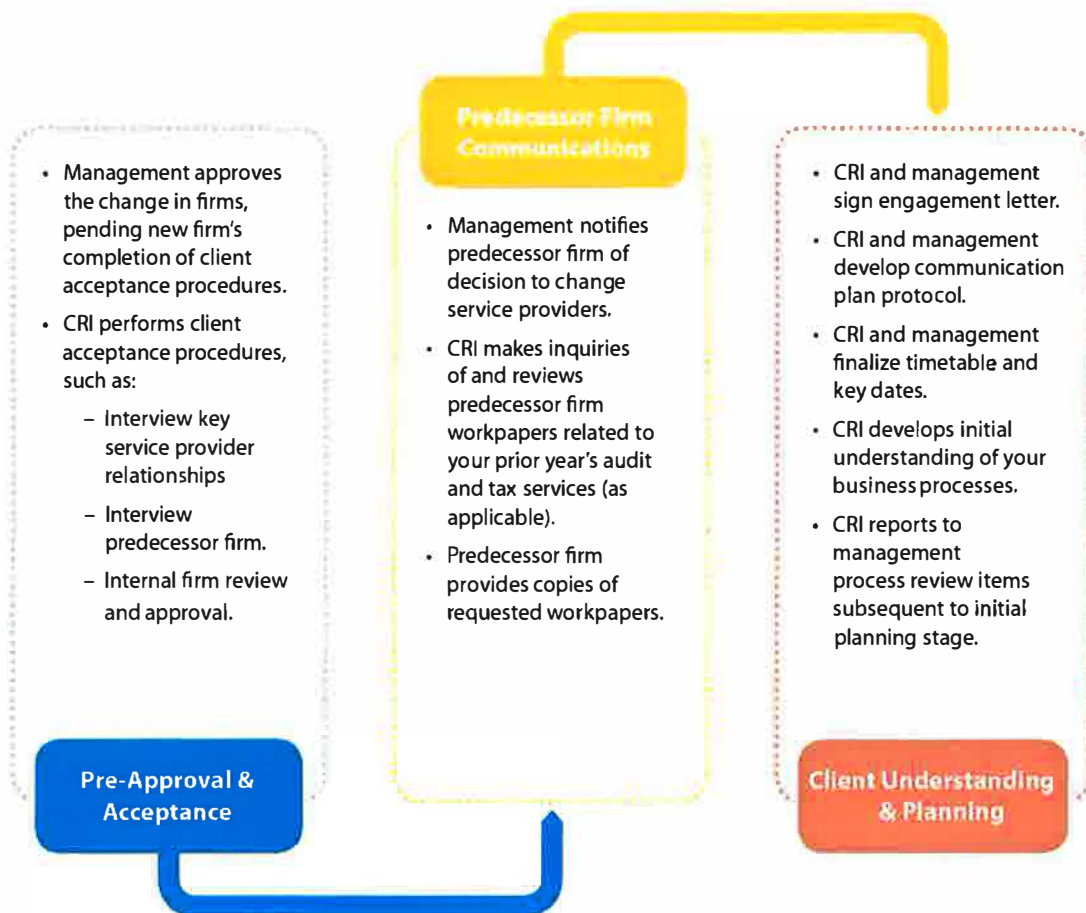 • Management approves
the change in firms,
pending new firm's
completion of client
acceptance procedures.
• CRI performs client
acceptance procedures,
such as:
– Interview key
service provider
relationships
– Interview
predecessor firm.
– Internal firm review
and approval.
Pre-Approval &
Acceptance
Predecessor Firm
Communications
• Management notifies
predecessor firm of
decision to change
service providers.
• CRI makes inquiries
of and reviews
predecessor firm
workpapers related to
your prior year's audit
and tax services (as
applicable).
• Predecessor firm
provides copies of
requested workpapers.
• CRI and management
sign engagement letter.
• CRI and management
develop communication
plan protocol.
• CRI and management
finalize timetable and
key dates.
• CRI develops initial
understanding of your
business processes.
• CRI reports to
management
process review items
subsequent to initial
planning stage.
Client Understanding
& Planning